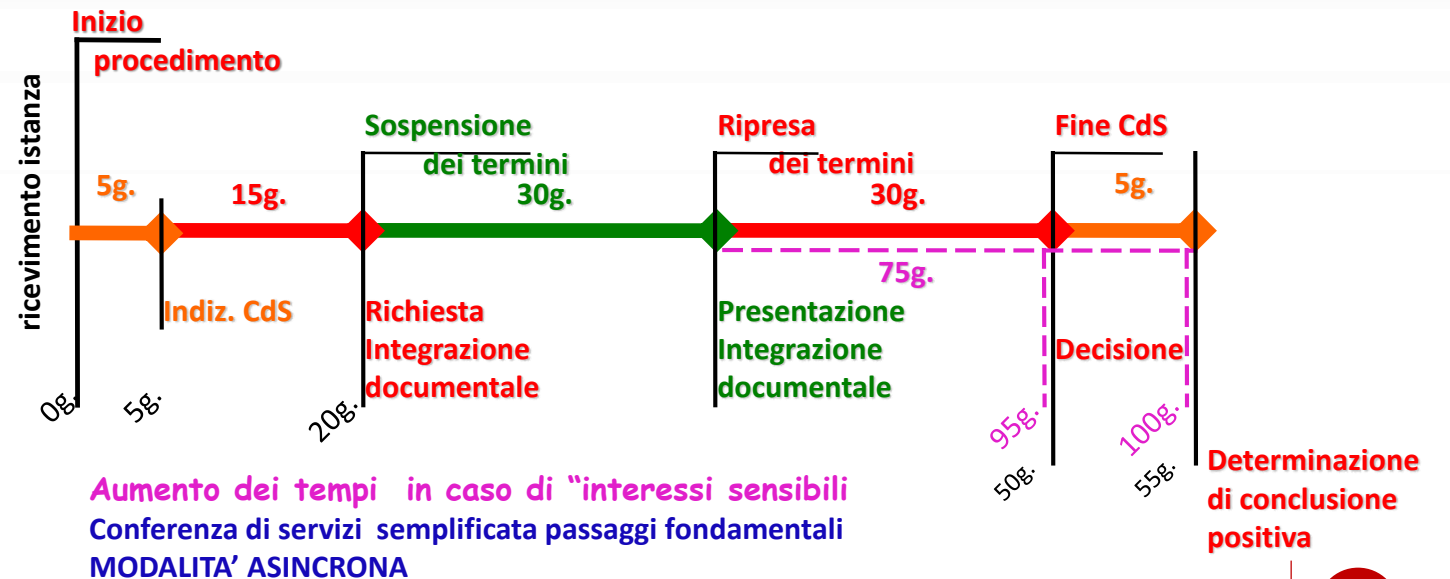 Inizio
procedimento
ricevimento istanza
Sospensione
dei termini
Ripresa
dei termini
Fine CdS
5g.
15g.
30g.
30g.
5g.
75g.
Indiz. CdS
Richiesta
Integrazione
documentale
Presentazione
Integrazione
documentale
Decisione
0g.
5g.
20g.
95g.
100g.
50g.
55g.
Determinazione
di conclusione
positiva
Aumento dei tempi in caso di “interessi sensibili
Conferenza di servizi semplificata passaggi fondamentali
MODALITA’ ASINCRONA